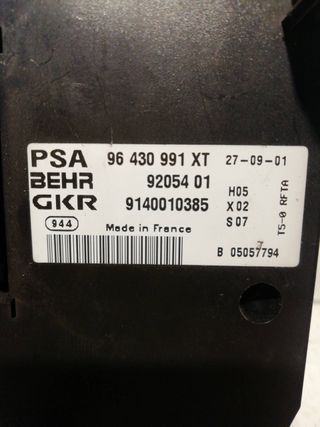 PSA 96 430 991 XT 27-09-01
BEHR 92054 01 H05
GKR 9140010385 X02
944 Made in France S07
T5-0 RFTA
7
B 05057794